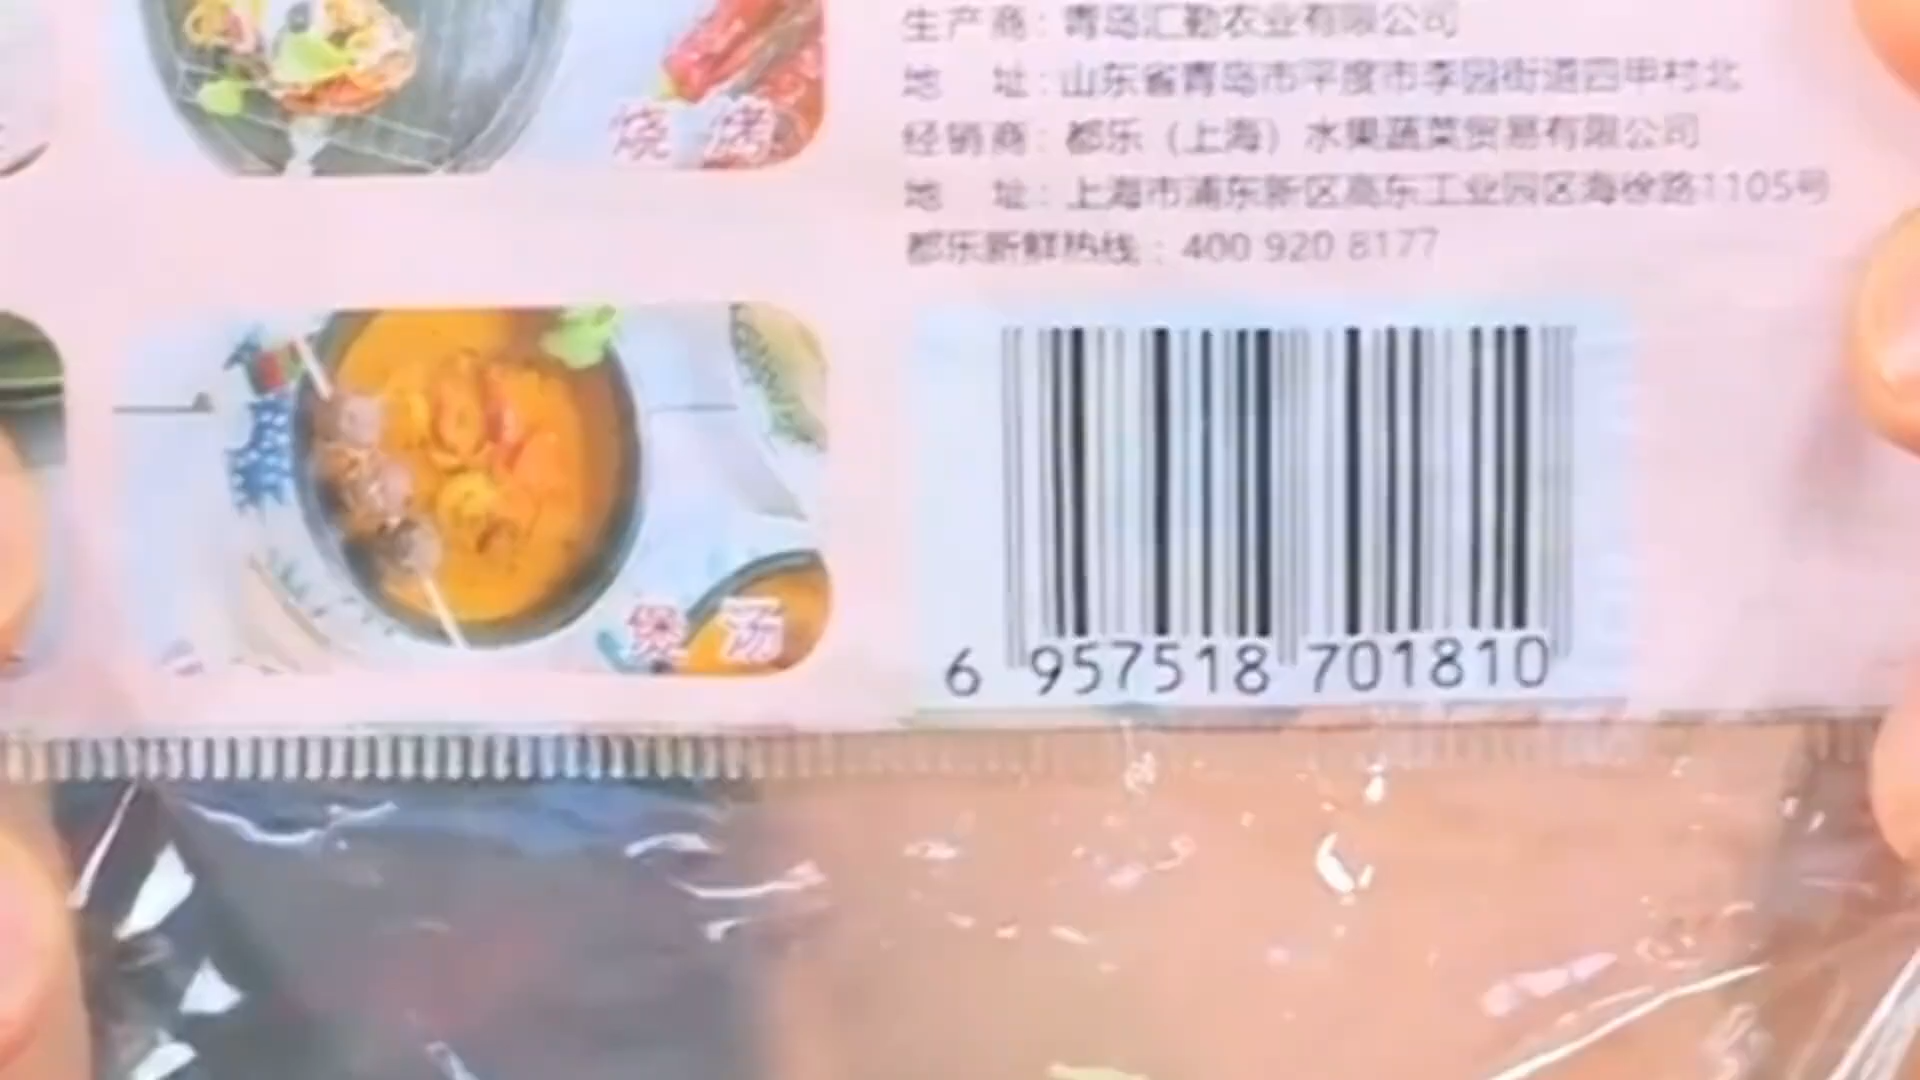 生产商：青岛汇勤农业有限公司
地 址：山东省青岛市平度市李园街道四甲村北
经销商：都乐（上海）水果蔬菜贸易有限公司
地 址：上海市浦东新区高东工业园区海徐路1105号
都乐新鲜热线：400 920 8177
烧 烤
煲 汤
6 957518 701810